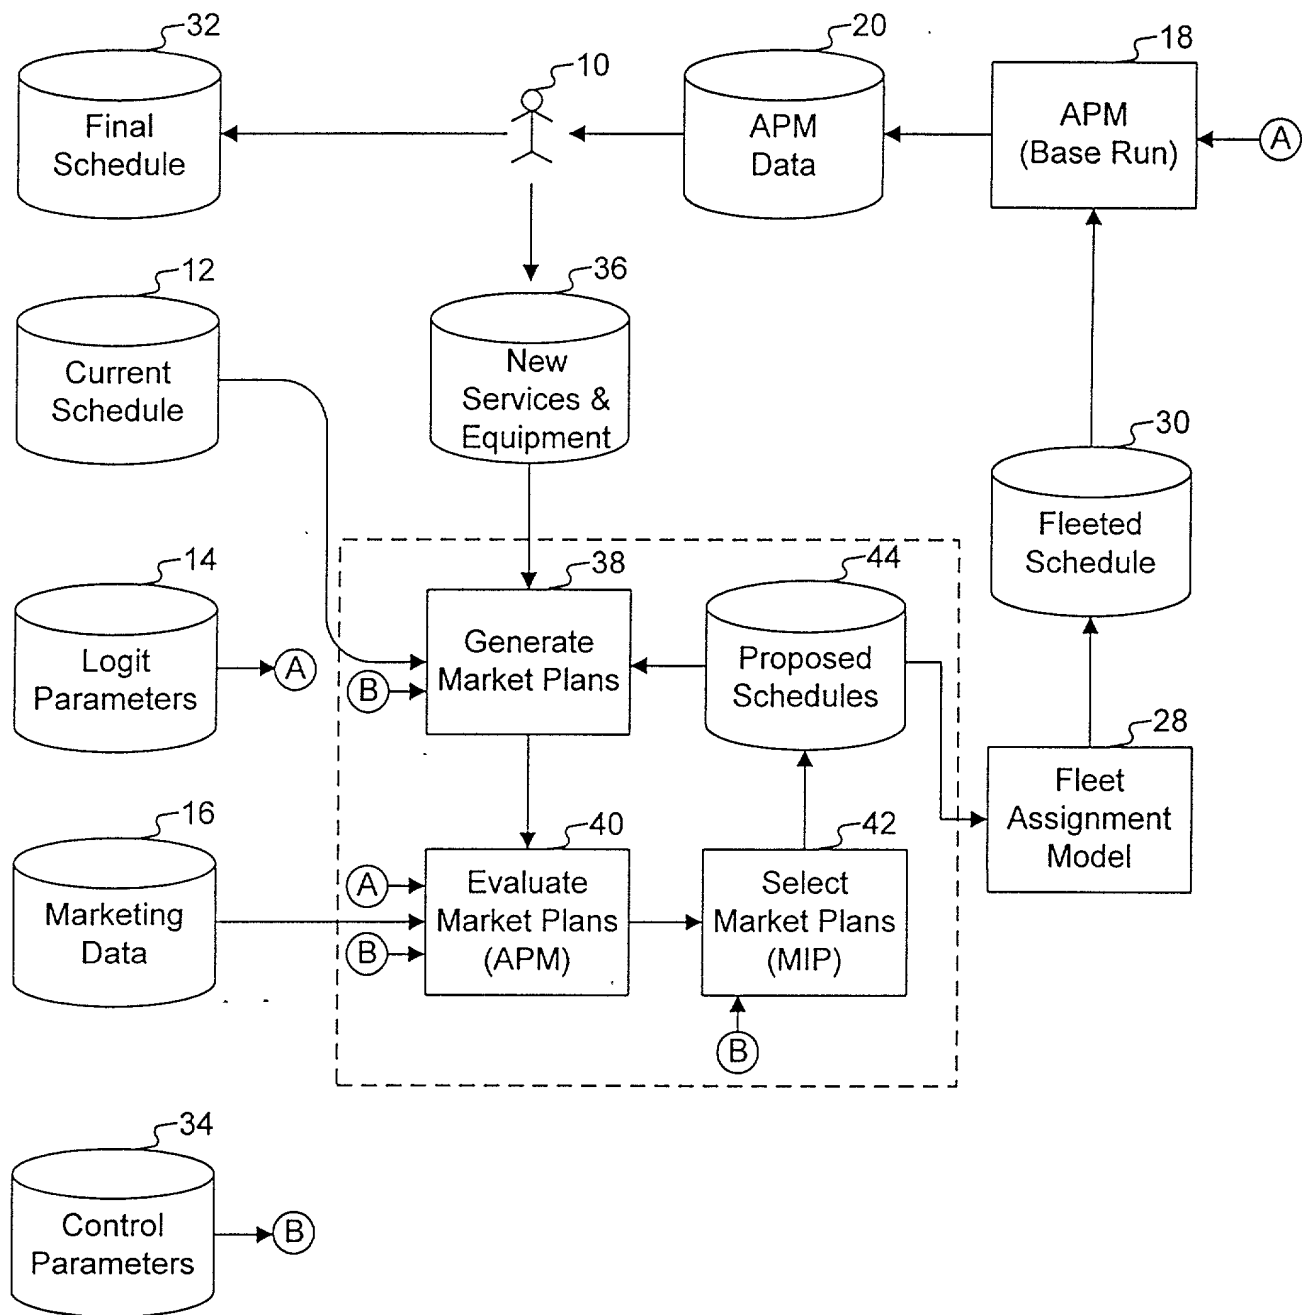 32
Final
Schedule
10
20
APM
Data
18
APM
(Base Run)
A
12
Current
Schedule
36
New
Services &
Equipment
30
Fleeted
Schedule
14
Logit
Parameters
A
38
Generate
Market Plans
B
44
Proposed
Schedules
28
Fleet
Assignment
Model
16
Marketing
Data
40
A
Evaluate
Market Plans
(APM)
B
42
Select
Market Plans
(MIP)
B
34
Control
Parameters
B